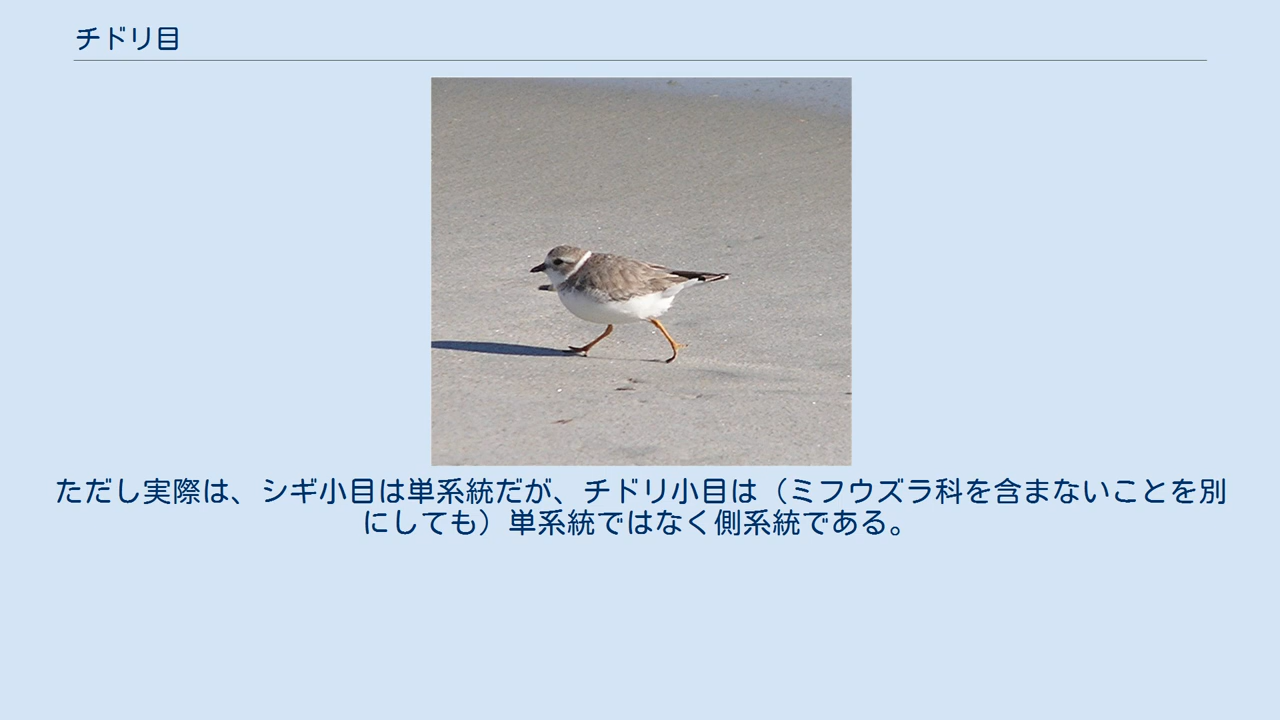 チドリ目
ただし実際は、シギ小目は単系統だが、チドリ小目は（ミフウズラ科を含まないことを別
にしても）単系統ではなく側系統である。